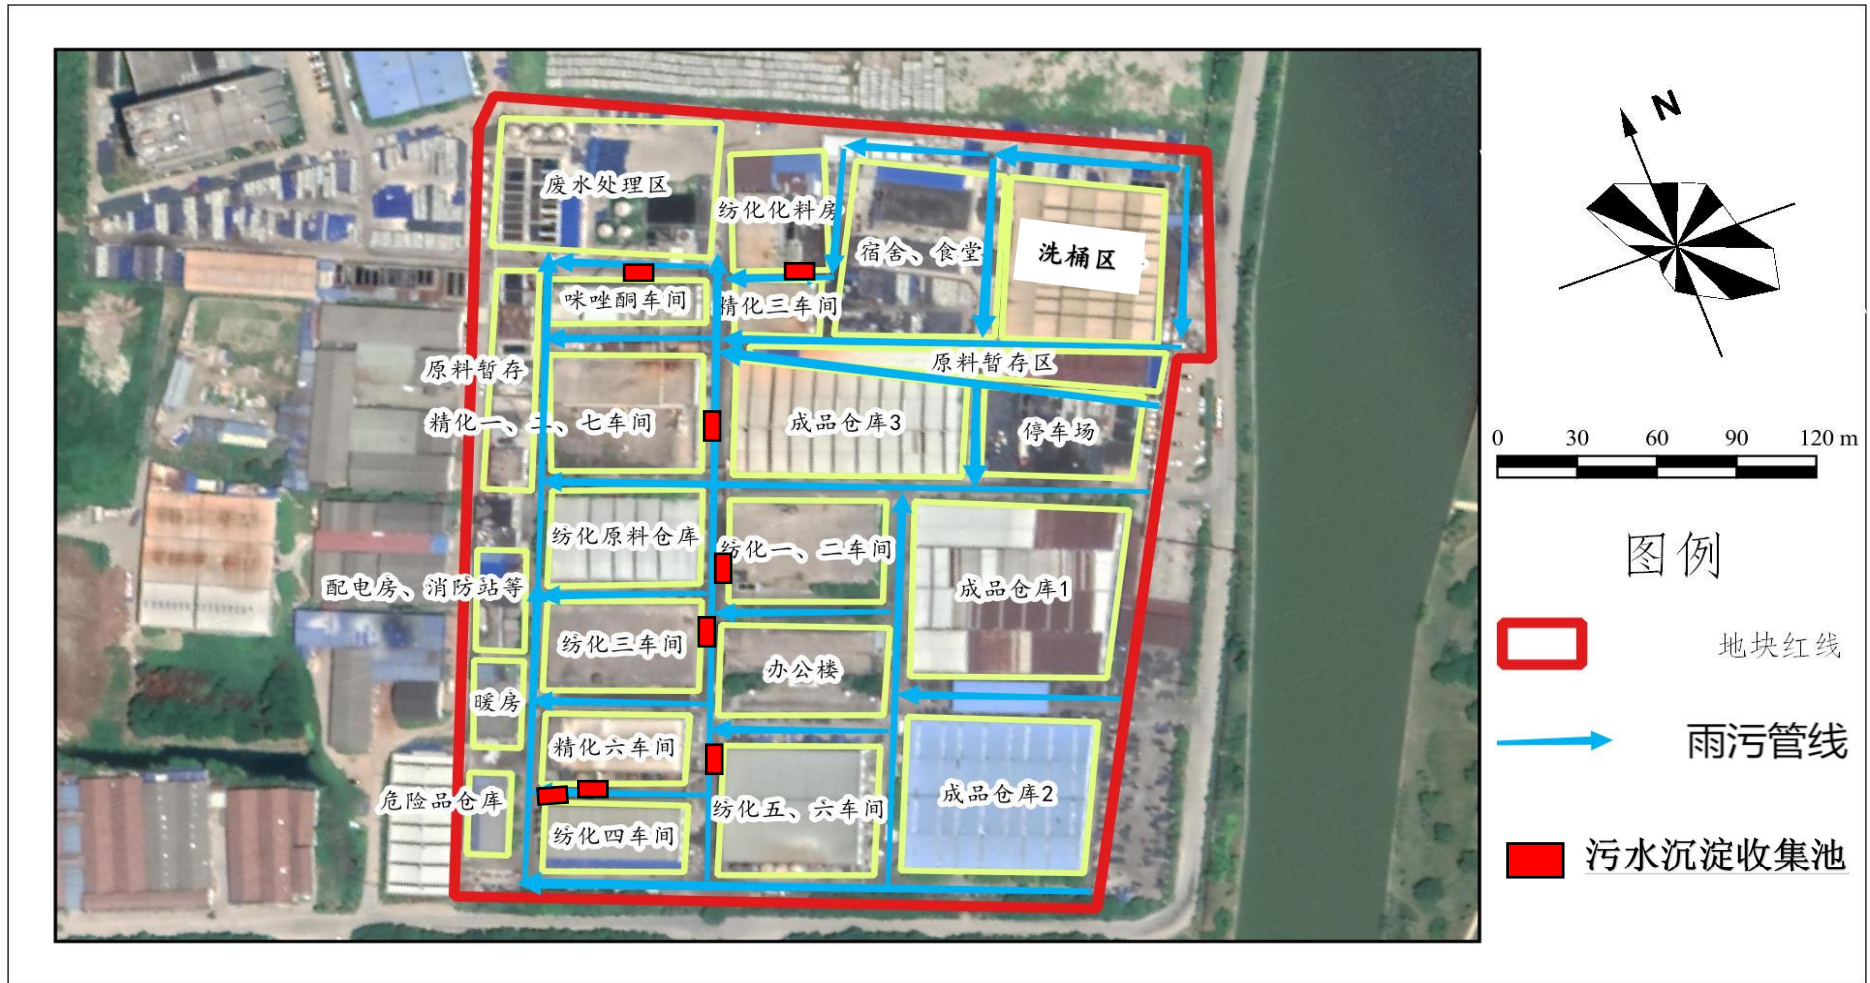 废水处理区
纺化化料房
宿舍、食堂
洗桶区
咪唑酮车间
精化三车间
原料暂存
原料暂存区
精化一、二、七车间
成品仓库3
停车场
纺化原料仓库
纺化一、二车间
配电房、消防站等
成品仓库1
纺化三车间
办公楼
暖房
精化六车间
危险品仓库
纺化五、六车间
成品仓库2
纺化四车间
N
0 30 60 90 120 m
图例
地块红线
雨污管线
污水沉淀收集池